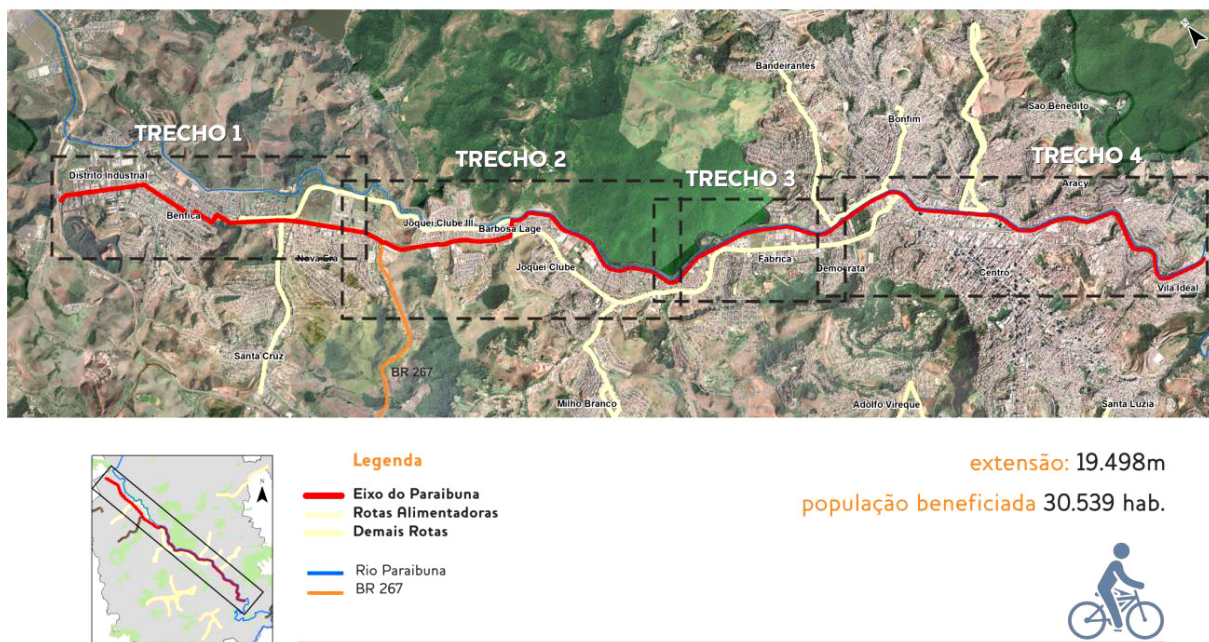 Bandeirantes
Bonfim
Sao Benedito
TRECHO 1
TRECHO 2
TRECHO 3
TRECHO 4
Distrito Industrial
Aracy
Benfica
Jóquei Clube III
Barbosa Lage
Nova Era
Jóquei Clube
Fabrica
Democrata
Centro
Vila Ideal
Santa Cruz
BR 267
Milho Branco
Adolfo Vireque
Santa Luzia
N
Legenda
Eixo do Paraibuna
Rotas Alimentadoras
Demais Rotas
Rio Paraibuna
BR 267
extensão: 19.498m
população beneficiada 30.539 hab.